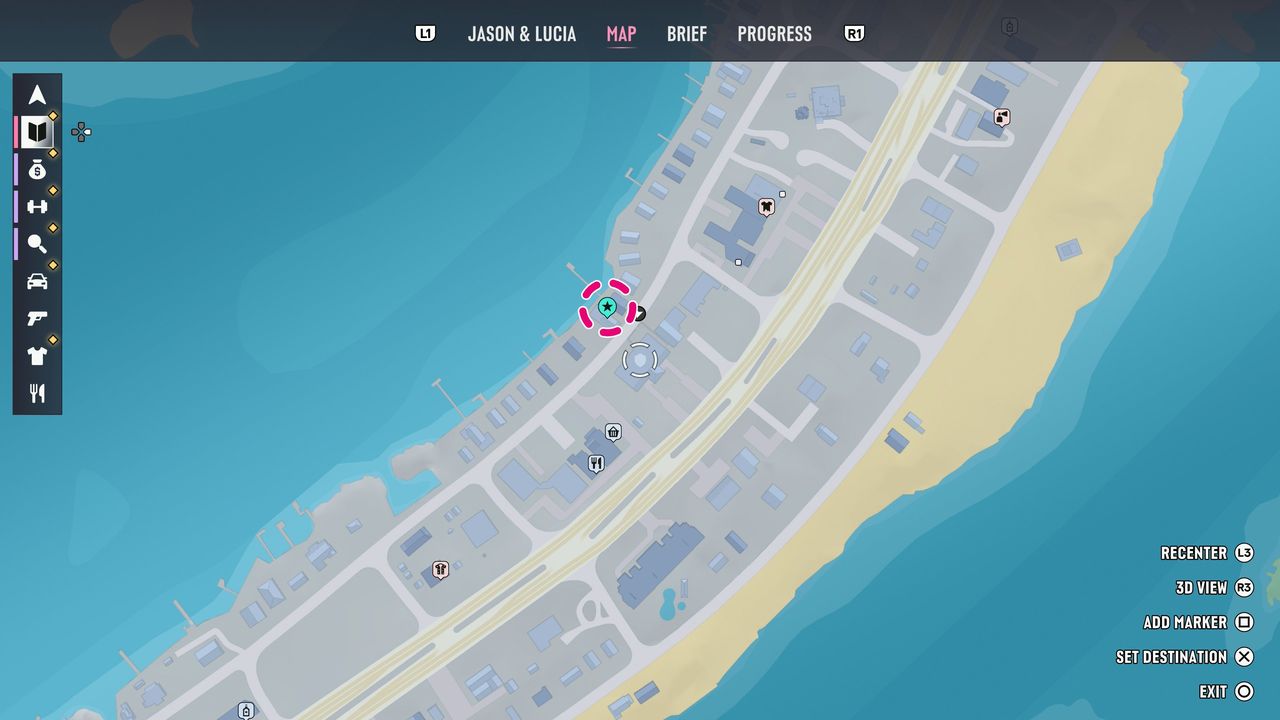 L1 JASON & LUCIA MAP BRIEF PROGRESS R1
$
RECENTER L3
3D VIEW R3
ADD MARKER
SET DESTINATION
EXIT